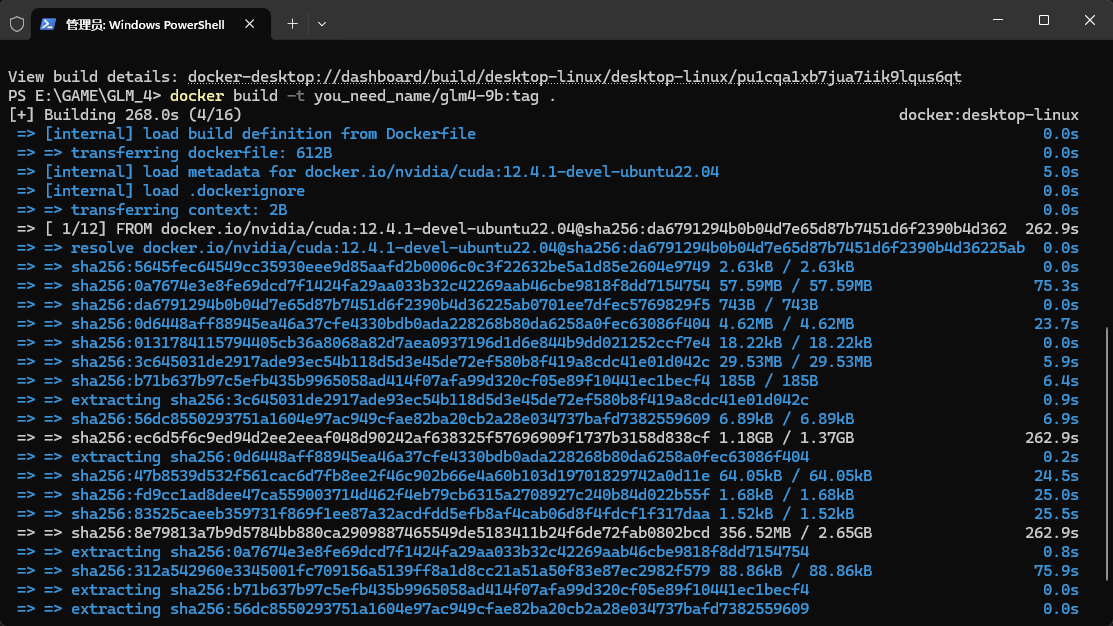 管理员: Windows PowerShell
View build details: docker-desktop://dashboard/build/desktop-linux/desktop-linux/pu1cqa1xb7jua7iik9lqus6qt
PS E:\GAME\GLM_4> docker build -t you_need_name/glm4-9b:tag .
[+] Building 268.0s (4/16) docker:desktop-linux
=> [internal] load build definition from Dockerfile 0.0s
=> => transferring dockerfile: 612B 0.0s
=> [internal] load metadata for docker.io/nvidia/cuda:12.4.1-devel-ubuntu22.04 5.0s
=> [internal] load .dockerignore 0.0s
=> => transferring context: 2B 0.0s
=> [ 1/12] FROM docker.io/nvidia/cuda:12.4.1-devel-ubuntu22.04@sha256:da6791294b0b04d7e65d87b7451d6f2390b4d362 262.9s
=> => resolve docker.io/nvidia/cuda:12.4.1-devel-ubuntu22.04@sha256:da6791294b0b04d7e65d87b7451d6f2390b4d36225ab 0.0s
=> => sha256:5645fec64549cc35930eee9d85aafd2b0006c0c3f22632be5a1d85e2604e9749 2.63kB / 2.63kB 0.0s
=> => sha256:0a7674e3e8fe69dcd7f1424fa29aa033b32c42269aab46cbe9818f8dd7154754 57.59MB / 57.59MB 75.3s
=> => sha256:da6791294b0b04d7e65d87b7451d6f2390b4d36225ab0701ee7dfec5769829f5 743B / 743B 0.0s
=> => sha256:0d6448aff88945ea46a37cfe4330bdb0ada228268b80da6258a0fec63086f404 4.62MB / 4.62MB 23.7s
=> => sha256:0131784115794405cb36a8068a82d7aea0937196d1d6e844b9dd021252ccf7e4 18.22kB / 18.22kB 0.0s
=> => sha256:3c645031de2917ade93ec54b118d5d3e45de72ef580b8f419a8cdc41e01d042c 29.53MB / 29.53MB 5.9s
=> => sha256:b71b637b97c5efb435b9965058ad414f07afa99d320cf05e89f10441ec1becf4 185B / 185B 6.4s
=> => extracting sha256:3c645031de2917ade93ec54b118d5d3e45de72ef580b8f419a8cdc41e01d042c 0.9s
=> => sha256:56dc8550293751a1604e97ac949cfae82ba20cb2a28e034737bafd7382559609 6.89kB / 6.89kB 6.9s
=> => sha256:ec6d5f6c9ed94d2ee2eeaf048d90242af638325f57696909f1737b3158d838cf 1.18GB / 1.37GB 262.9s
=> => extracting sha256:0d6448aff88945ea46a37cfe4330bdb0ada228268b80da6258a0fec63086f404 0.2s
=> => sha256:47b8539d532f561cac6d7fb8ee2f46c902b66e4a60b103d19701829742a0d11e 64.05kB / 64.05kB 24.5s
=> => sha256:fd9cc1ad8dee47ca559003714d462f4eb79cb6315a2708927c240b84d022b55f 1.68kB / 1.68kB 25.0s
=> => sha256:83525caeeb359731f869f1ee87a32acdfdd5efb8af4cab06d8f4fdcf1f317daa 1.52kB / 1.52kB 25.5s
=> => sha256:8e79813a7b9d5784bb880ca29098874655​49de5183411b24f6de72fab0802bcd 356.52MB / 2.65GB 262.9s
=> => extracting sha256:0a7674e3e8fe69dcd7f1424fa29aa033b32c42269aab46cbe9818f8dd7154754 0.8s
=> => sha256:312a542960e3345001fc709156a5139ff8a1d8cc21a51a50f83e87ec2982f579 88.86kB / 88.86kB 75.9s
=> => extracting sha256:b71b637b97c5efb435b9965058ad414f07afa99d320cf05e89f10441ec1becf4 0.0s
=> => extracting sha256:56dc8550293751a1604e97ac949cfae82ba20cb2a28e034737bafd7382559609 0.0s